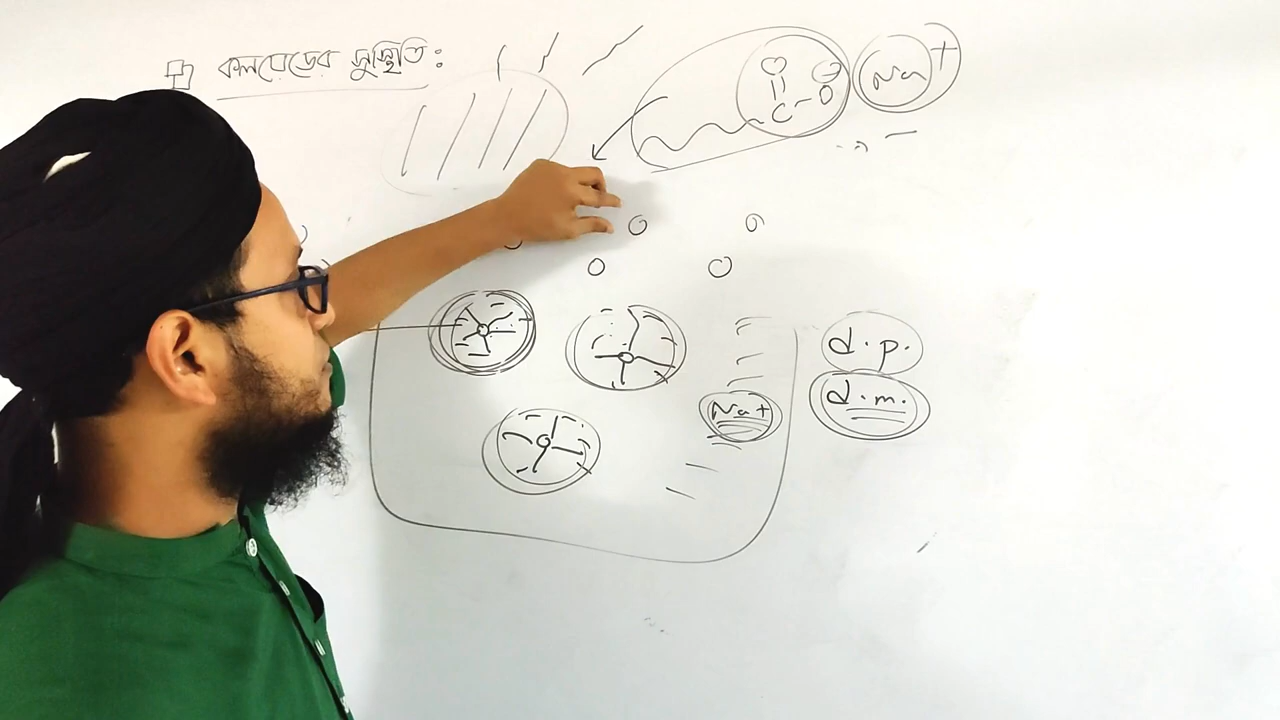 কলয়েডের সুস্থিতি:
O O⁻ Na⁺
C-
d.p.
d.m.
Na+